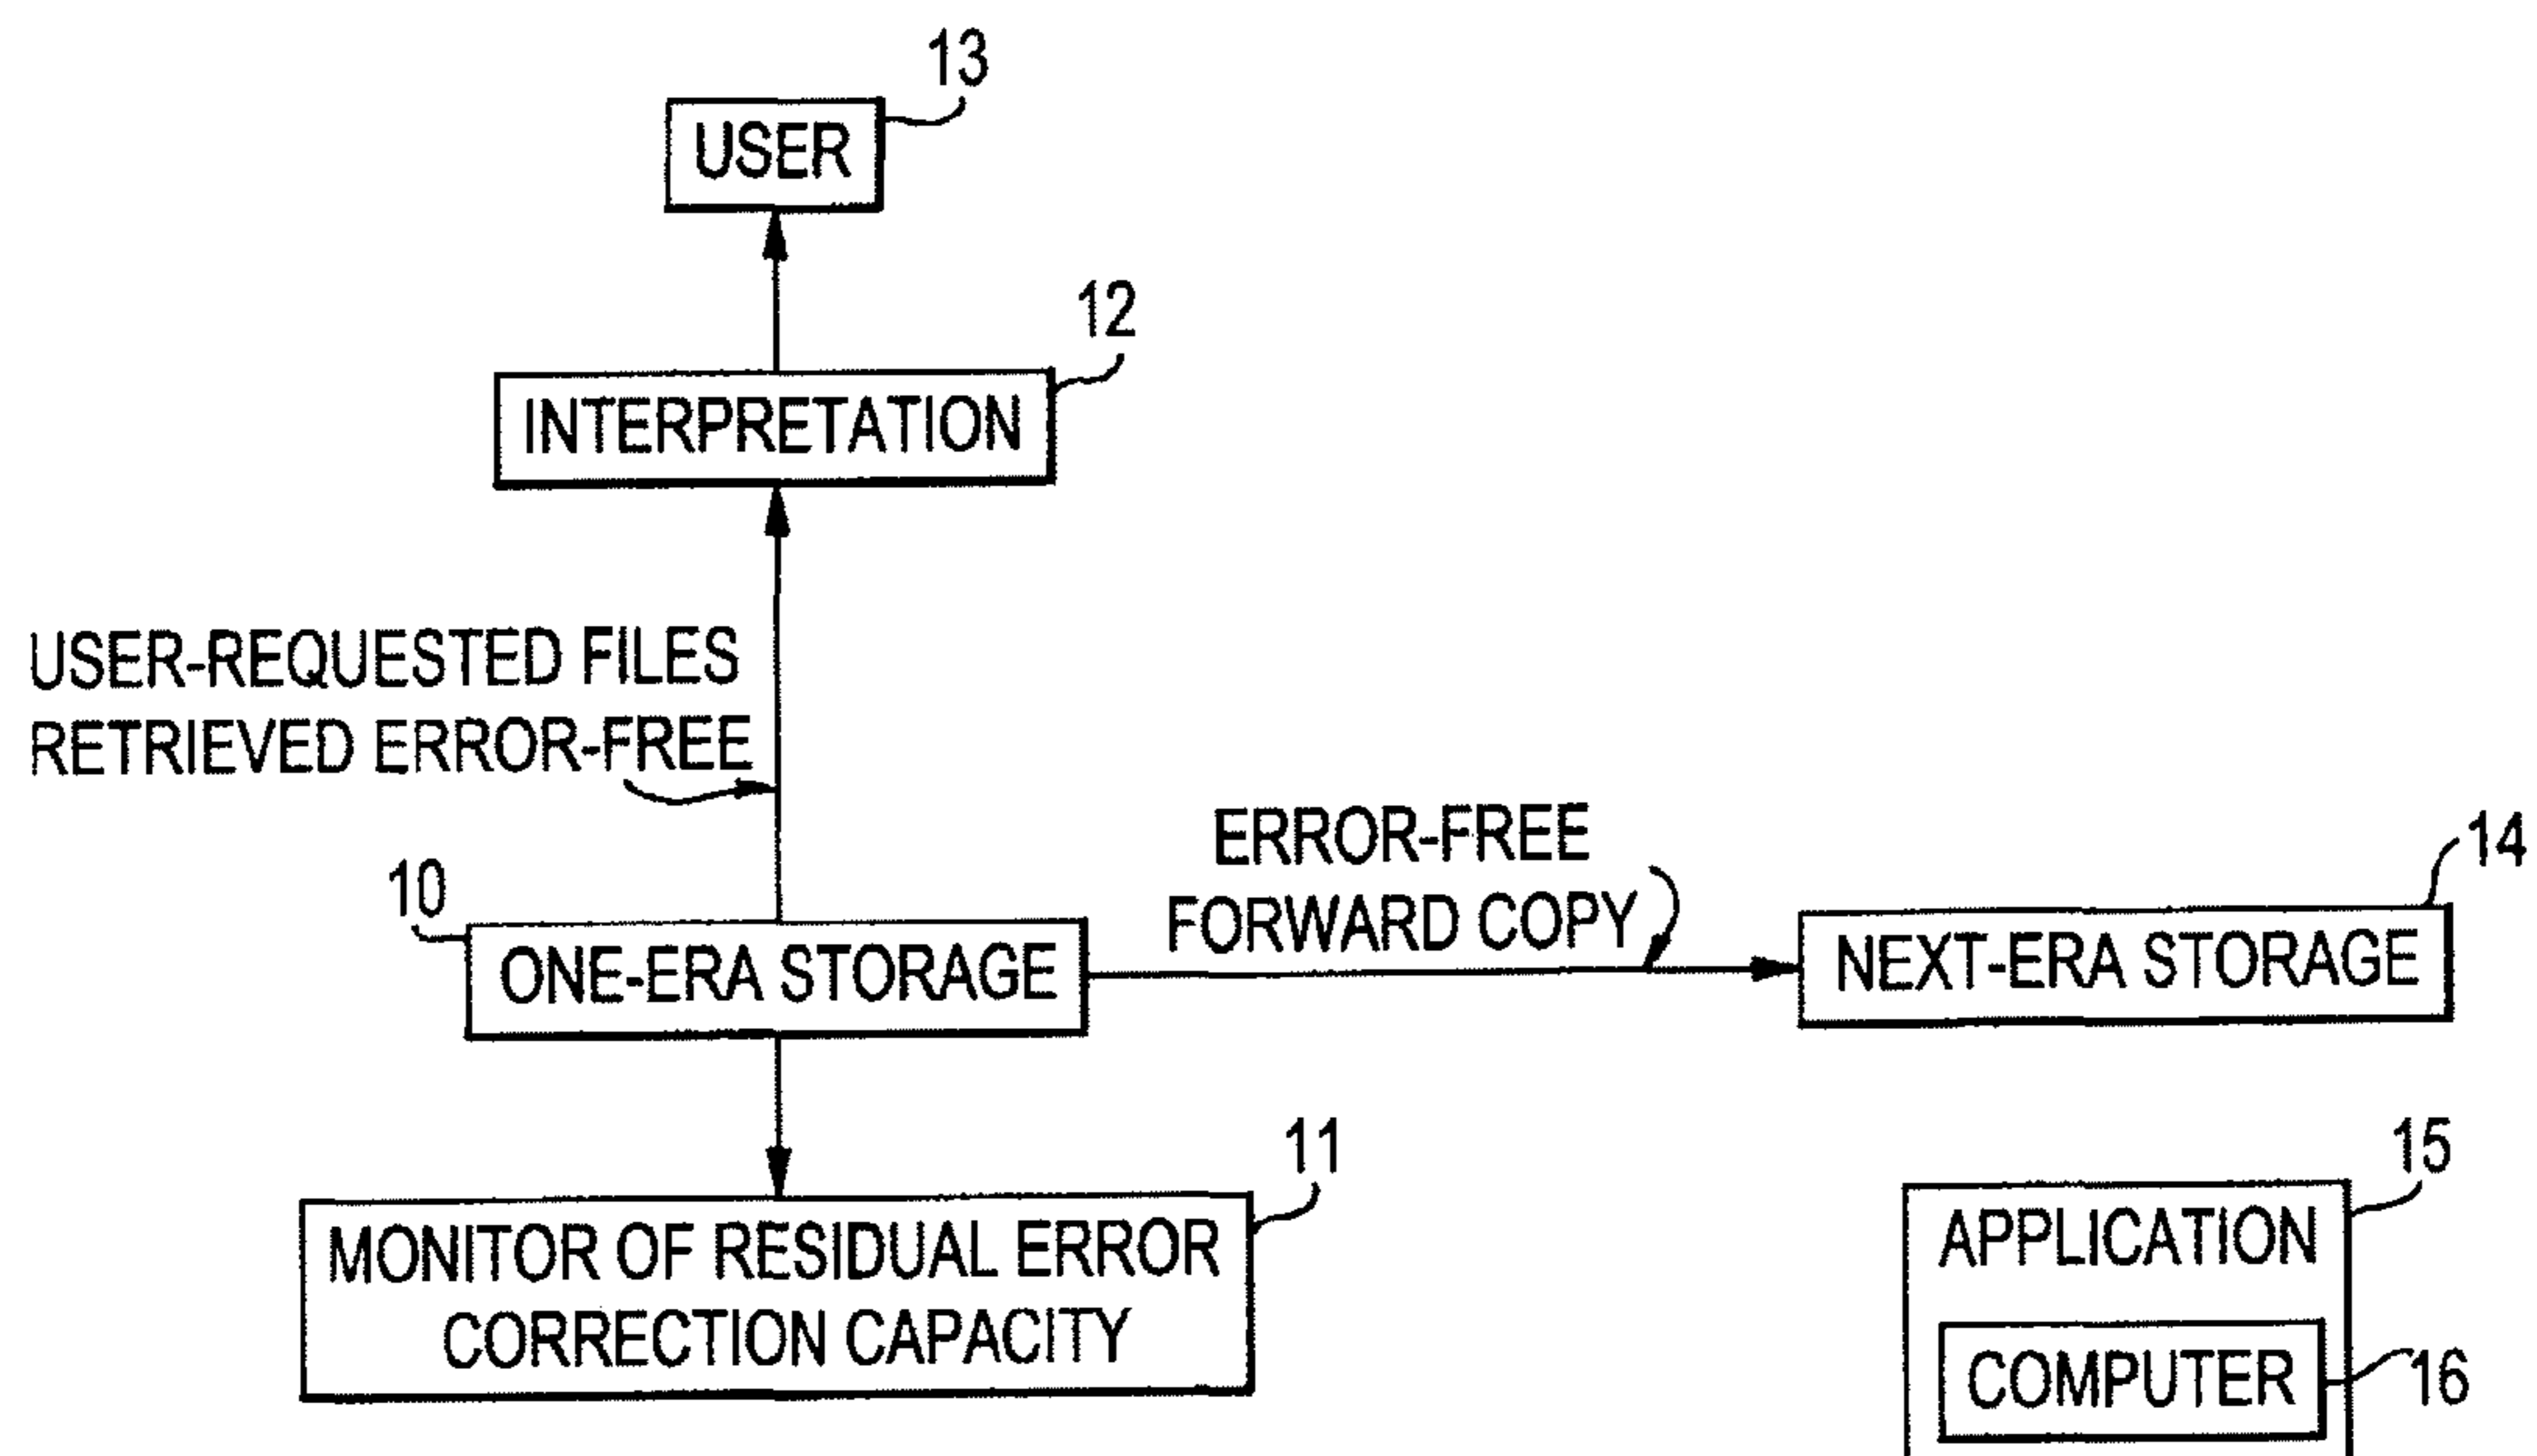 13
USER
12
INTERPRETATION
USER-REQUESTED FILES
RETRIEVED ERROR-FREE
ERROR-FREE
FORWARD COPY
14
10
ONE-ERA STORAGE
NEXT-ERA STORAGE
11
MONITOR OF RESIDUAL ERROR
CORRECTION CAPACITY
15
APPLICATION
COMPUTER
16